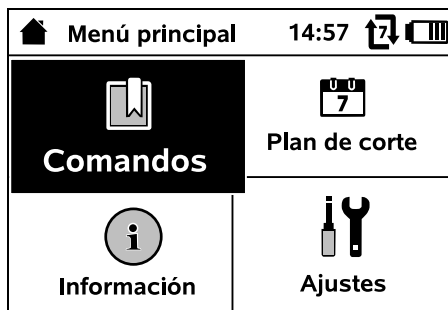 Menú principal 14:57 7
7
Comandos
Plan de corte
i
Información
Ajustes